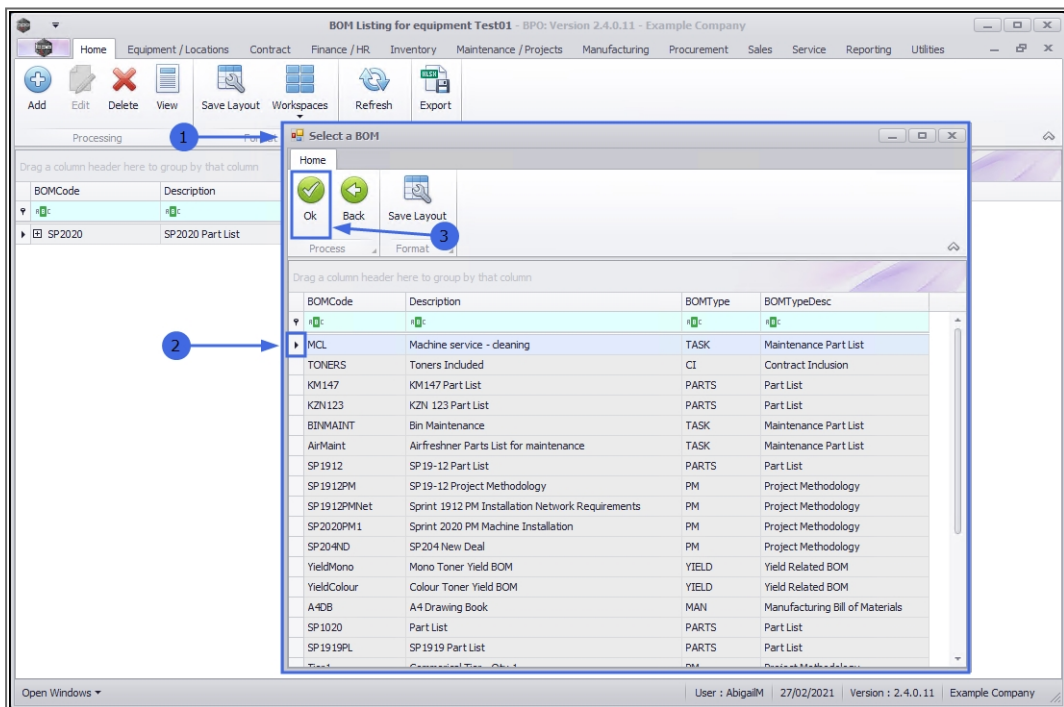 BOM Listing for equipment Test01 - BPO: Version 2.4.0.11 - Example Company
Home Equipment / Locations Contract Finance / HR Inventory Maintenance / Projects Manufacturing Procurement Sales Service Reporting Utilities
Add Edit Delete View Save Layout Workspaces Refresh Export
Processing
1
Select a BOM
Home
Ok Back Save Layout
3
Process Format
Drag a column header here to group by that column
BOMCode Description
SP2020 SP2020 Part List
Drag a column header here to group by that column
BOMCode Description BOMType BOMTypeDesc
2
MCL Machine service - cleaning TASK Maintenance Part List
TONERS Toners Included CI Contract Inclusion
KM147 KM147 Part List PARTS Part List
KZN123 KZN 123 Part List PARTS Part List
BINMAINT Bin Maintenance TASK Maintenance Part List
AirMaint Airfreshner Parts List for maintenance TASK Maintenance Part List
SP1912 SP19-12 Part List PARTS Part List
SP1912PM SP19-12 Project Methodology PM Project Methodology
SP1912PMNet Sprint 1912 PM Installation Network Requirements PM Project Methodology
SP2020PM1 Sprint 2020 PM Machine Installation PM Project Methodology
SP204ND SP204 New Deal PM Project Methodology
YieldMono Mono Toner Yield BOM YIELD Yield Related BOM
YieldColour Colour Toner Yield BOM YIELD Yield Related BOM
A4DB A4 Drawing Book MAN Manufacturing Bill of Materials
SP1020 Part List PARTS Part List
SP1919PL SP1919 Part List PARTS Part List
Open Windows User : AbigailM 27/02/2021 Version : 2.4.0.11 Example Company